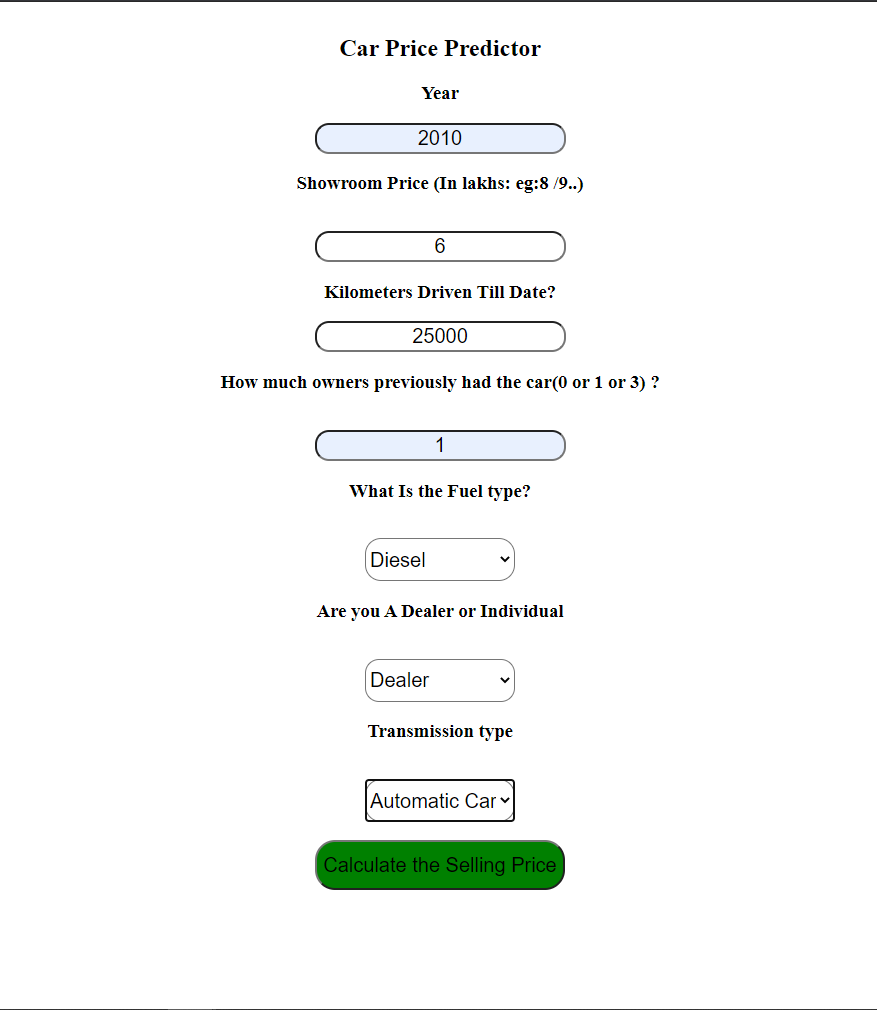 Car Price Predictor
Year
2010
Showroom Price (In lakhs: eg:8 /9..)
6
Kilometers Driven Till Date?
25000
How much owners previously had the car(0 or 1 or 3) ?
1
What Is the Fuel type?
Diesel
Are you A Dealer or Individual
Dealer
Transmission type
Automatic Car
Calculate the Selling Price